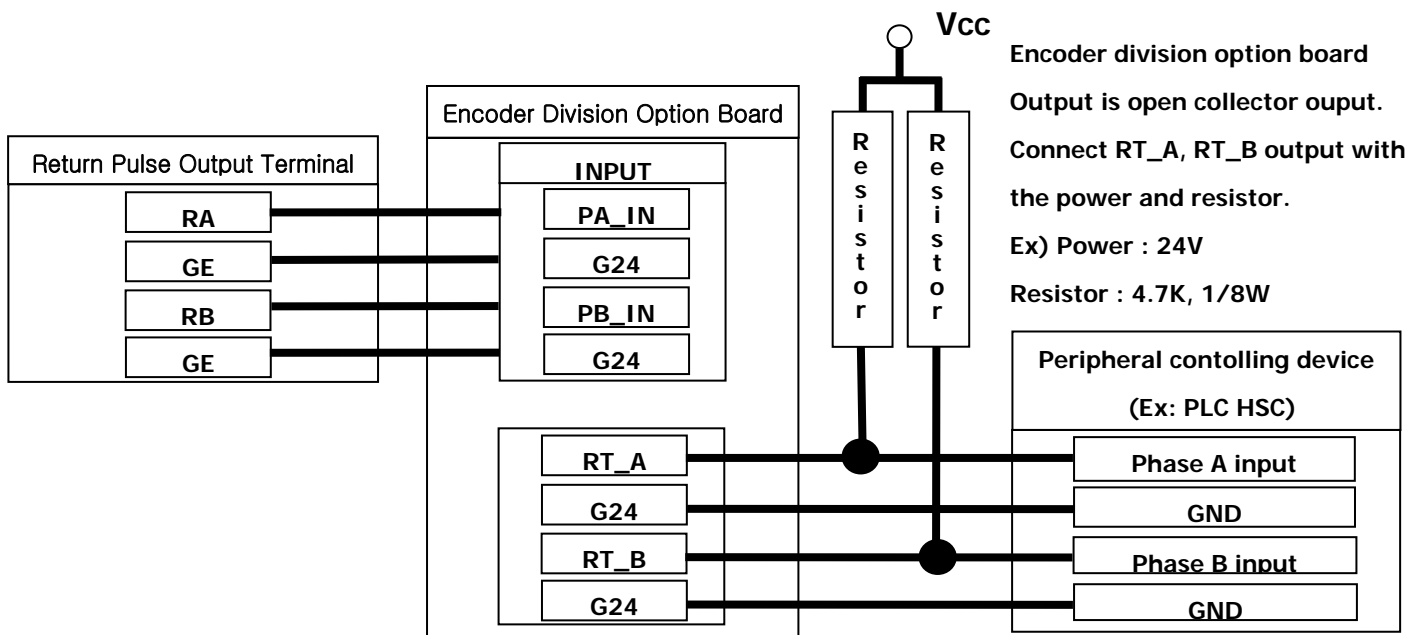 Vcc
Encoder division option board
Output is open collector ouput.
Connect RT_A, RT_B output with
the power and resistor.
Ex) Power : 24V
Resistor : 4.7K, 1/8W
Return Pulse Output Terminal
RA
GE
RB
GE
Encoder Division Option Board
INPUT
PA_IN
G24
PB_IN
G24
RT_A
G24
RT_B
G24
Resistor
Resistor
Peripheral contolling device
(Ex: PLC HSC)
Phase A input
GND
Phase B input
GND